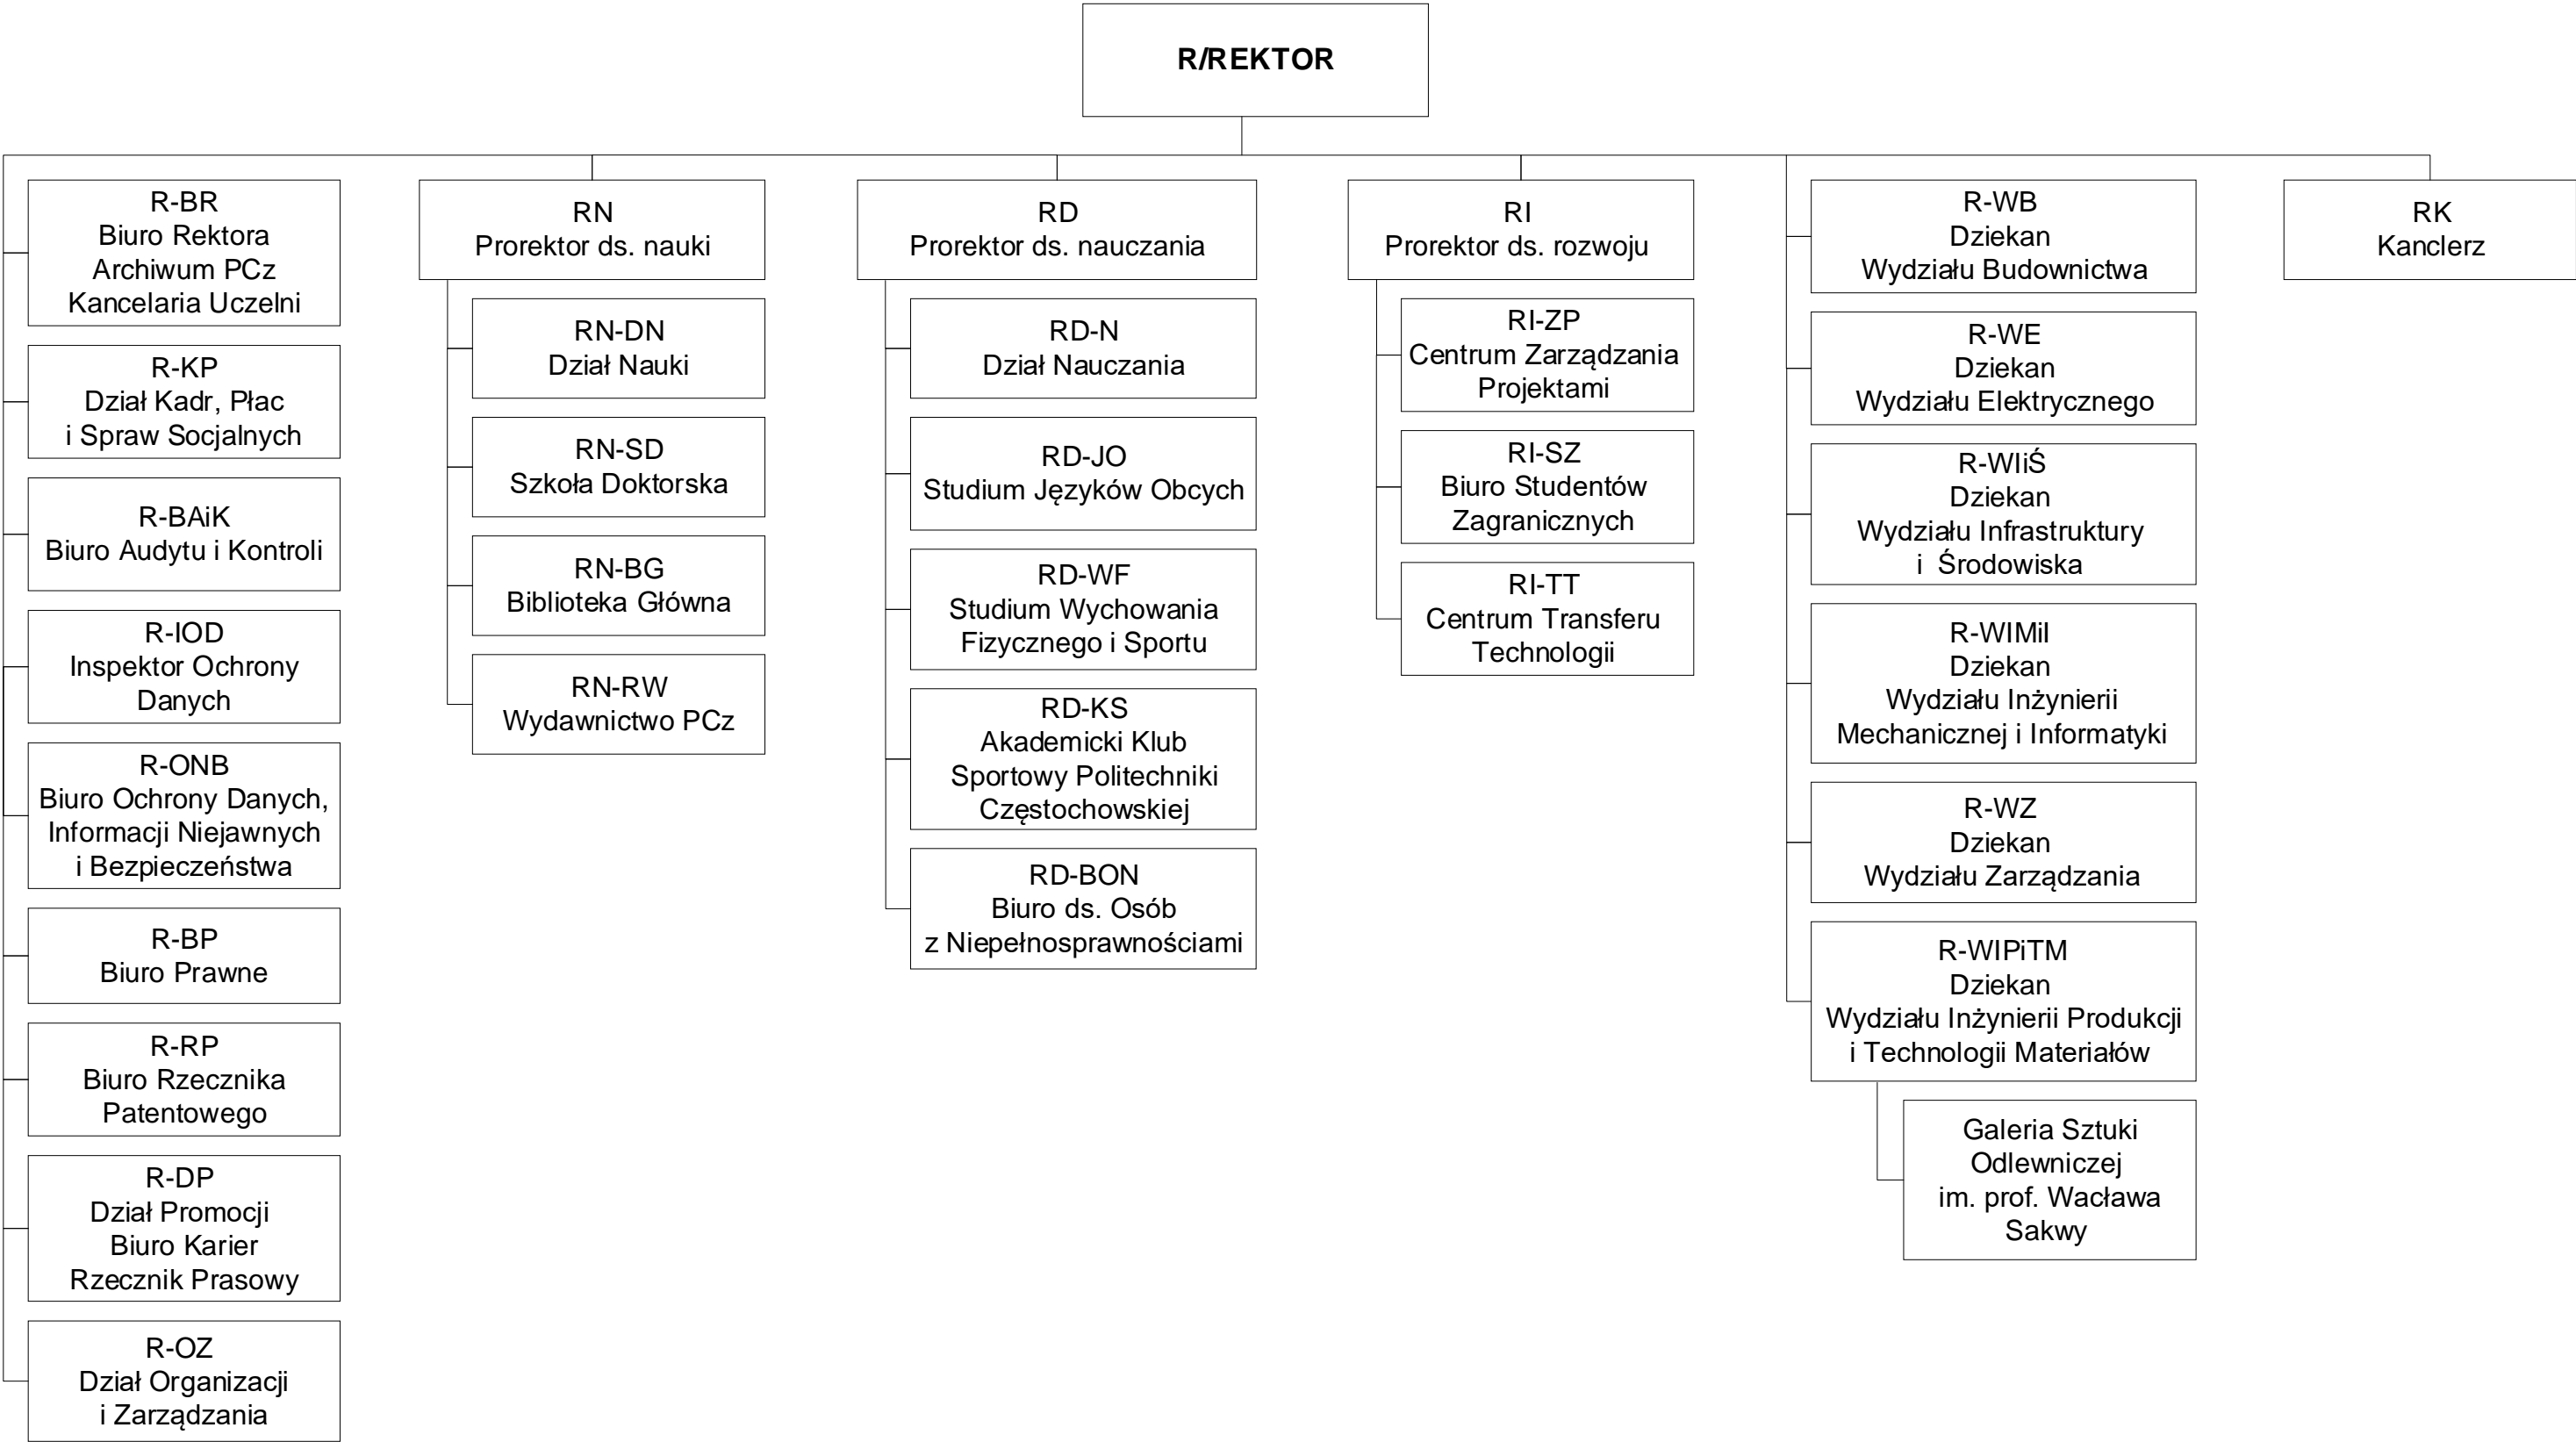 R/REKTOR
R-BR
Biuro Rektora
Archiwum PCz
Kancelaria Uczelni
R-KP
Dział Kadr, Płac
i Spraw Socjalnych
R-BAiK
Biuro Audytu i Kontroli
R-IOD
Inspektor Ochrony
Danych
R-ONB
Biuro Ochrony Danych,
Informacji Niejawnych
i Bezpieczeństwa
R-BP
Biuro Prawne
R-RP
Biuro Rzecznika
Patentowego
R-DP
Dział Promocji
Biuro Karier
Rzecznik Prasowy
R-OZ
Dział Organizacji
i Zarządzania
RN
Prorektor ds. nauki
RN-DN
Dział Nauki
RN-SD
Szkoła Doktorska
RN-BG
Biblioteka Główna
RN-RW
Wydawnictwo PCz
RD
Prorektor ds. nauczania
RD-N
Dział Nauczania
RD-JO
Studium Języków Obcych
RD-WF
Studium Wychowania
Fizycznego i Sportu
RD-KS
Akademicki Klub
Sportowy Politechniki
Częstochowskiej
RD-BON
Biuro ds. Osób
z Niepełnosprawnościami
RI
Prorektor ds. rozwoju
RI-ZP
Centrum Zarządzania
Projektami
RI-SZ
Biuro Studentów
Zagranicznych
RI-TT
Centrum Transferu
Technologii
R-WB
Dziekan
Wydziału Budownictwa
R-WE
Dziekan
Wydziału Elektrycznego
R-WIiŚ
Dziekan
Wydziału Infrastruktury
i Środowiska
R-WIMiI
Dziekan
Wydziału Inżynierii
Mechanicznej i Informatyki
R-WZ
Dziekan
Wydziału Zarządzania
R-WIPiTM
Dziekan
Wydziału Inżynierii Produkcji
i Technologii Materiałów
Galeria Sztuki
Odlewniczej
im. prof. Wacława
Sakwy
RK
Kanclerz